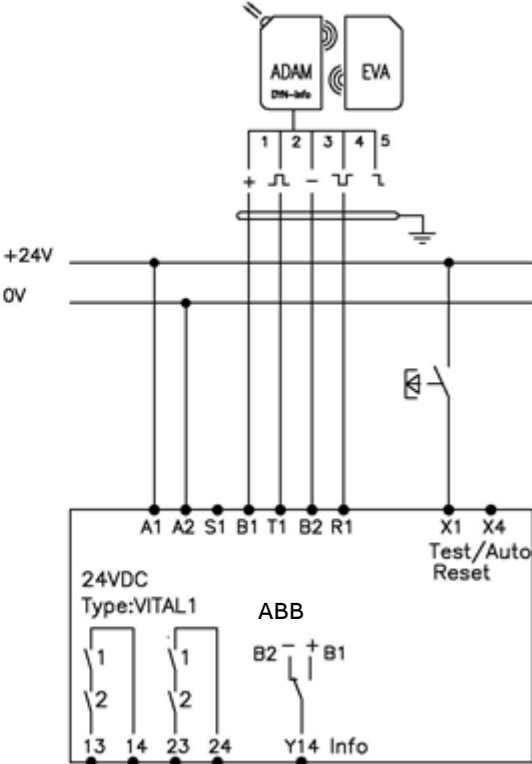 ADAM EVA
DYN-Info
1 2 3 4 5
+ −
+24V
0V
A1 A2 S1 B1 T1 B2 R1 X1 X4
Test/Auto
Reset
24VDC
Type:VITAL1
ABB
1 1 B2 − + B1
2 2
13 14 23 24 Y14 Info